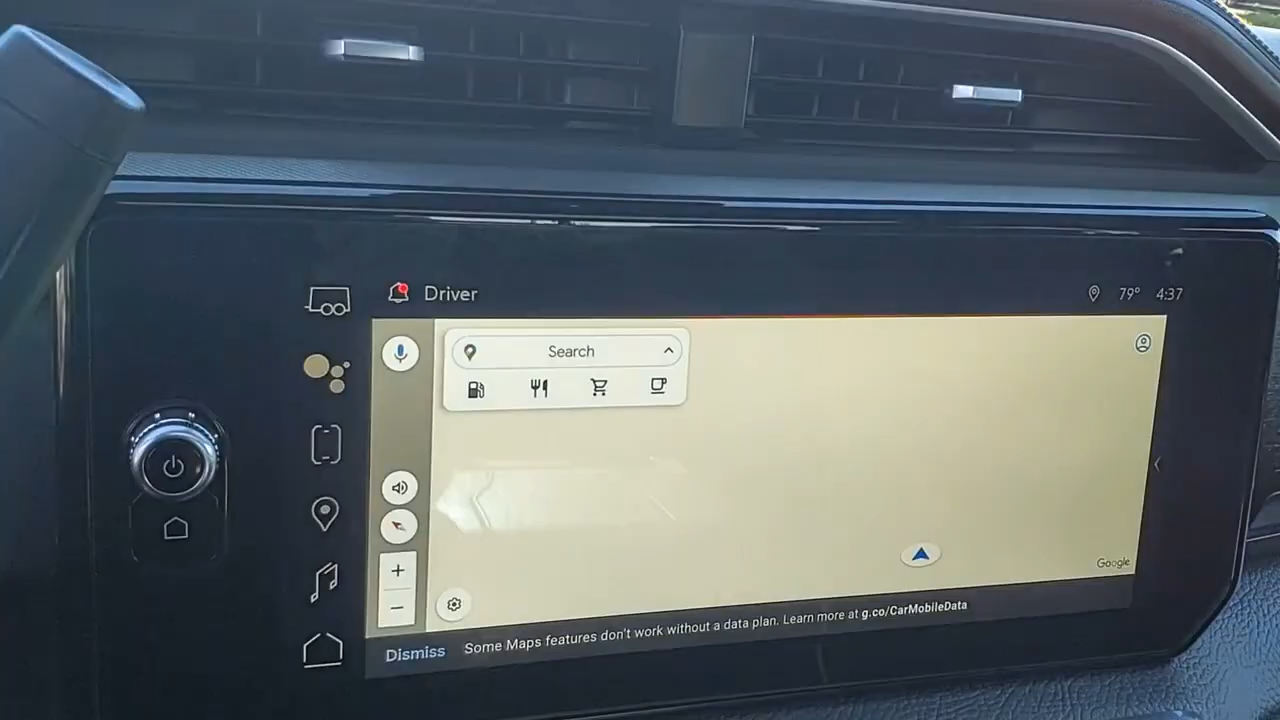 Driver
79° 4:37
Search
Google
Dismiss Some Maps features don't work without a data plan. Learn more at g.co/CarMobileData